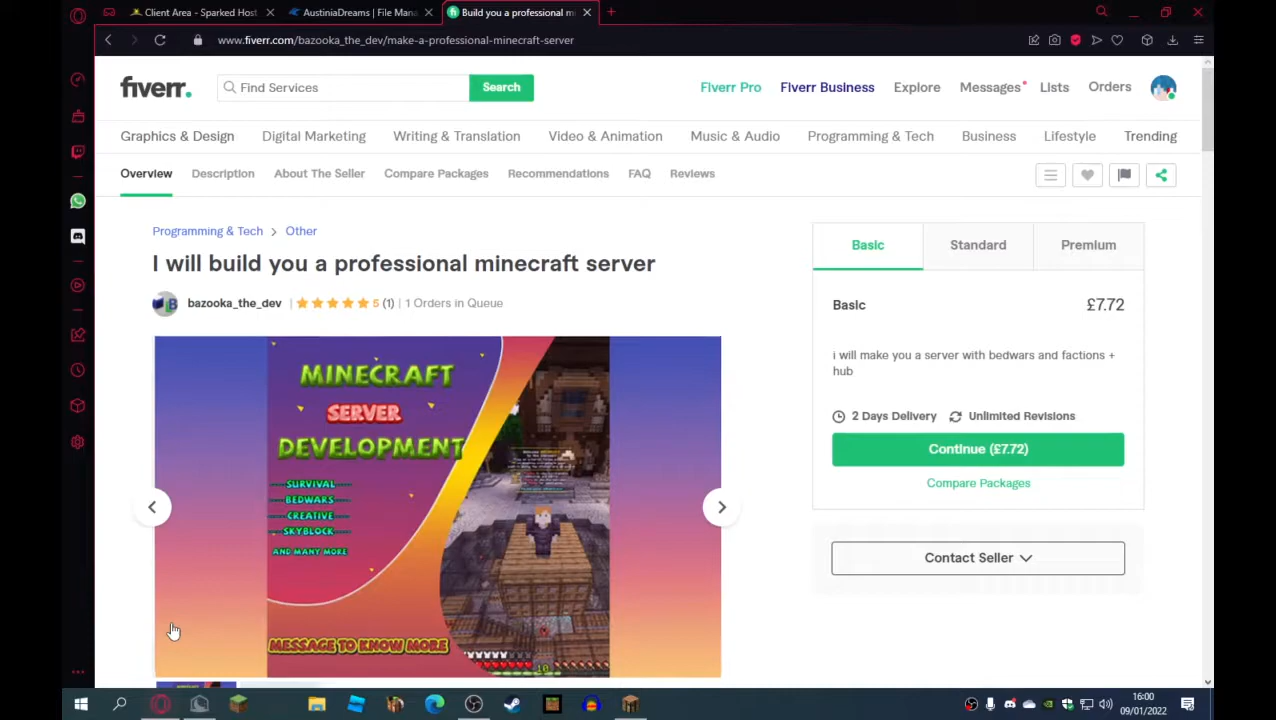 Client Area - Sparked Host
AustiniaDreams | File Mana
Build you a professional mi
www.fiverr.com/bazooka_the_dev/make-a-professional-minecraft-server
fiverr.
Find Services
Search
Fiverr Pro
Fiverr Business
Explore
Messages
Lists
Orders
Graphics & Design
Digital Marketing
Writing & Translation
Video & Animation
Music & Audio
Programming & Tech
Business
Lifestyle
Trending
Overview
Description
About The Seller
Compare Packages
Recommendations
FAQ
Reviews
Programming & Tech > Other
I will build you a professional minecraft server
bazooka_the_dev | 5 (1) | 1 Orders in Queue
MINECRAFT
SERVER
DEVELOPMENT
SURVIVAL
BEDWARS
CREATIVE
SKYBLOCK
AND MANY MORE
MESSAGE TO KNOW MORE
10
Basic
Standard
Premium
Basic
£7.72
i will make you a server with bedwars and factions +
hub
2 Days Delivery
Unlimited Revisions
Continue (£7.72)
Compare Packages
Contact Seller
16:00
09/01/2022